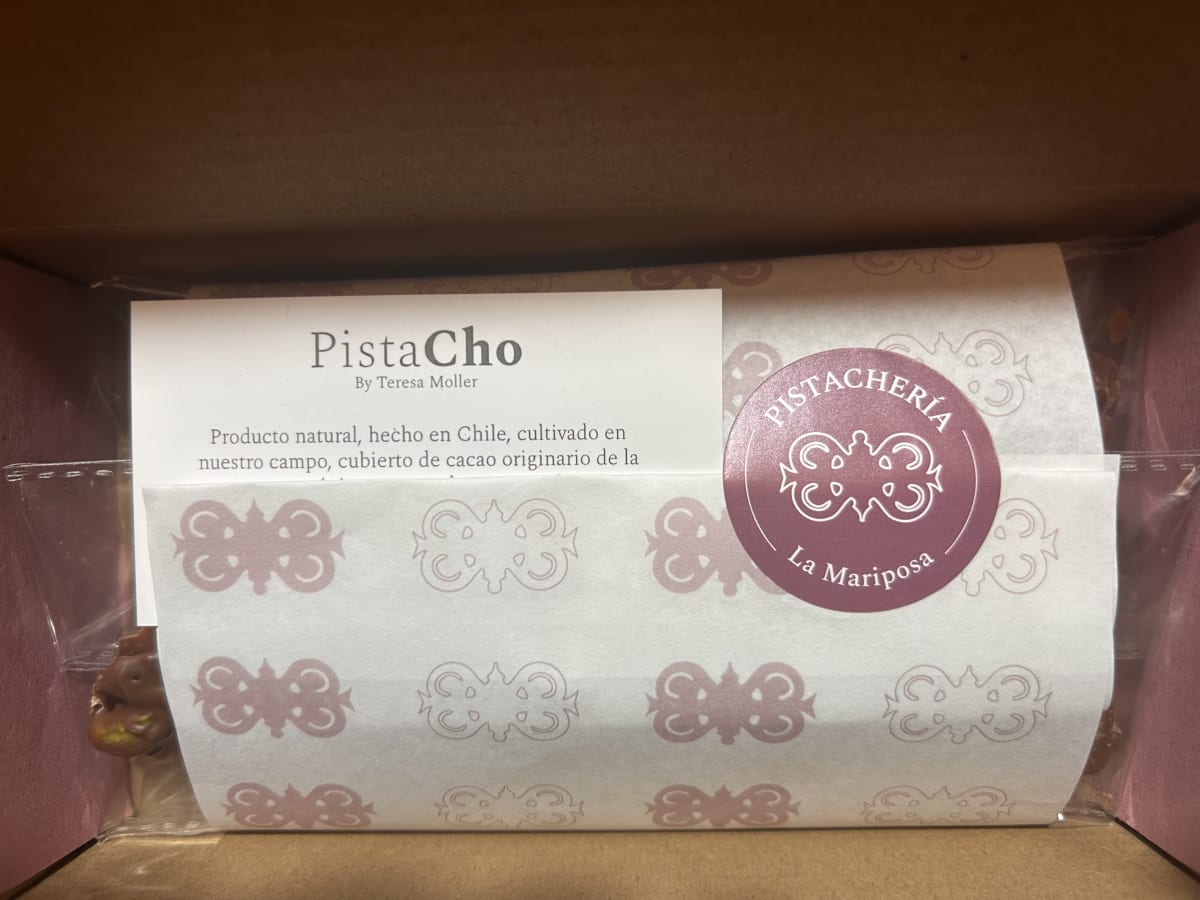 PistaCho
By Teresa Moller
Producto natural, hecho en Chile, cultivado en
nuestro campo, cubierto de cacao originario de la
PISTACHERÍA
La Mariposa